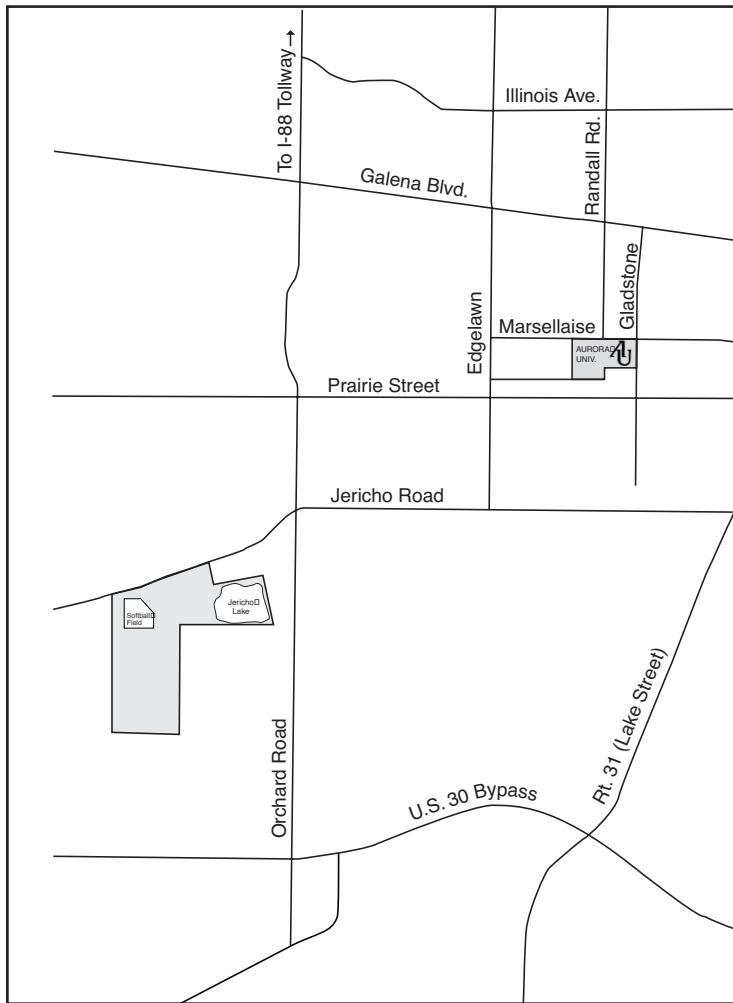 To I-88 Tollway→
Illinois Ave.
Randall Rd.
Galena Blvd.
Gladstone
Edgelawn
Marsellaise
AURORA□
UNIV.
AU
Prairie Street
Jericho Road
Jericho□
Lake
Softball□
Field
Rt. 31 (Lake Street)
Orchard Road
U.S. 30 Bypass